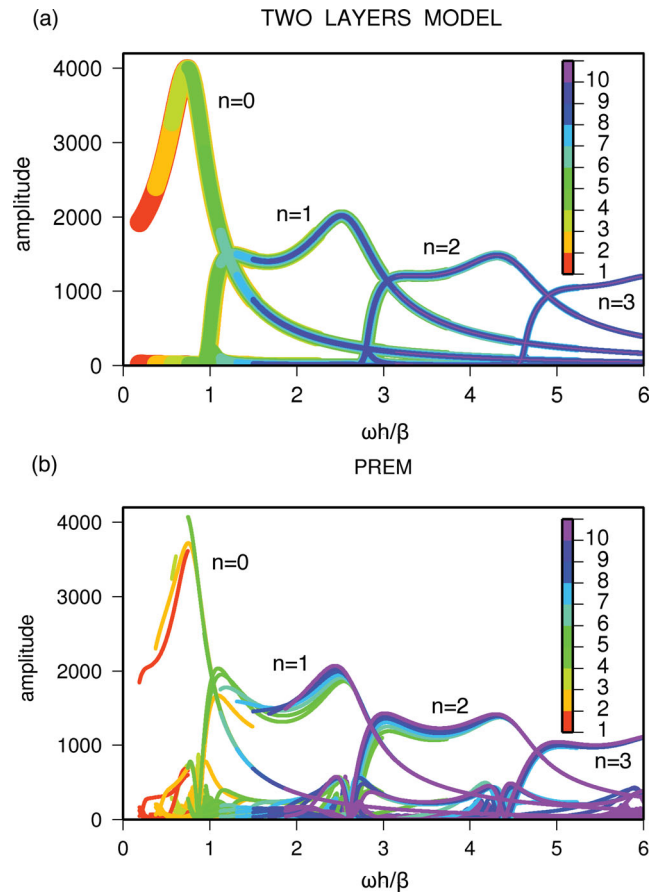 (a)
TWO LAYERS MODEL
4000
3000
2000
1000
0
amplitude
n=0
n=1
n=2
n=3
10
9
8
7
6
5
4
3
2
1
0 1 2 3 4 5 6
ωh/β
(b)
PREM
4000
3000
2000
1000
0
amplitude
n=0
n=1
n=2
n=3
10
9
8
7
6
5
4
3
2
1
0 1 2 3 4 5 6
ωh/β